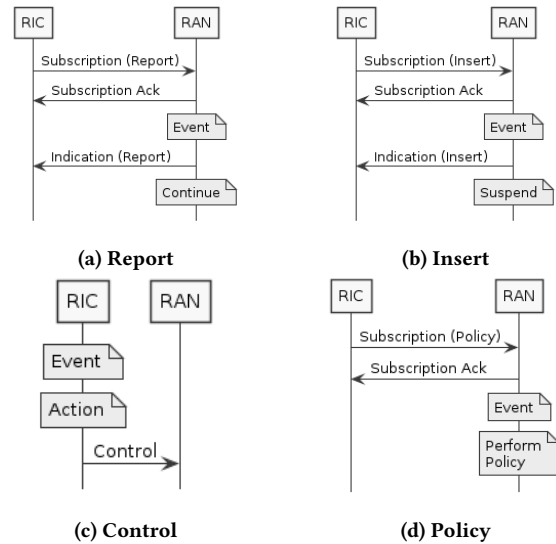 RIC
RAN
Subscription (Report)
Subscription Ack
Event
Indication (Report)
Continue
(a) Report
RIC
RAN
Subscription (Insert)
Subscription Ack
Event
Indication (Insert)
Suspend
(b) Insert
RIC
RAN
Event
Action
Control
(c) Control
RIC
RAN
Subscription (Policy)
Subscription Ack
Event
Perform
Policy
(d) Policy